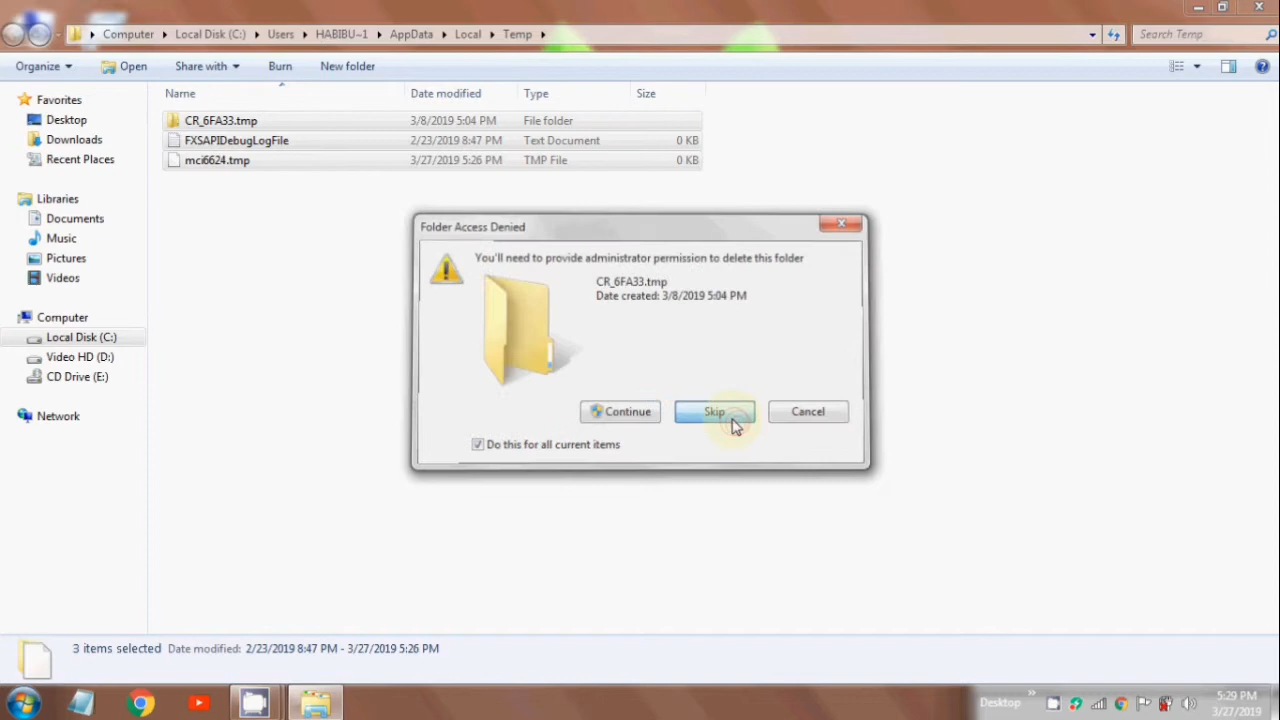 Computer Local Disk (C:) Users HABIBU~1 AppData Local Temp
Search Temp
Organize Open Share with Burn New folder
Name Date modified Type Size
Favorites
Desktop
Downloads
Recent Places
Libraries
Documents
Music
Pictures
Videos
Computer
Local Disk (C:)
Video HD (D:)
CD Drive (E:)
Network
CR_6FA33.tmp 3/8/2019 5:04 PM File folder
FXSAPIDebugLogFile 2/23/2019 8:47 PM Text Document 0 KB
mci6624.tmp 3/27/2019 5:26 PM TMP File 0 KB
Folder Access Denied
You'll need to provide administrator permission to delete this folder
CR_6FA33.tmp
Date created: 3/8/2019 5:04 PM
Continue Skip Cancel
Do this for all current items
3 items selected Date modified: 2/23/2019 8:47 PM - 3/27/2019 5:26 PM
Desktop
5:29 PM
3/27/2019